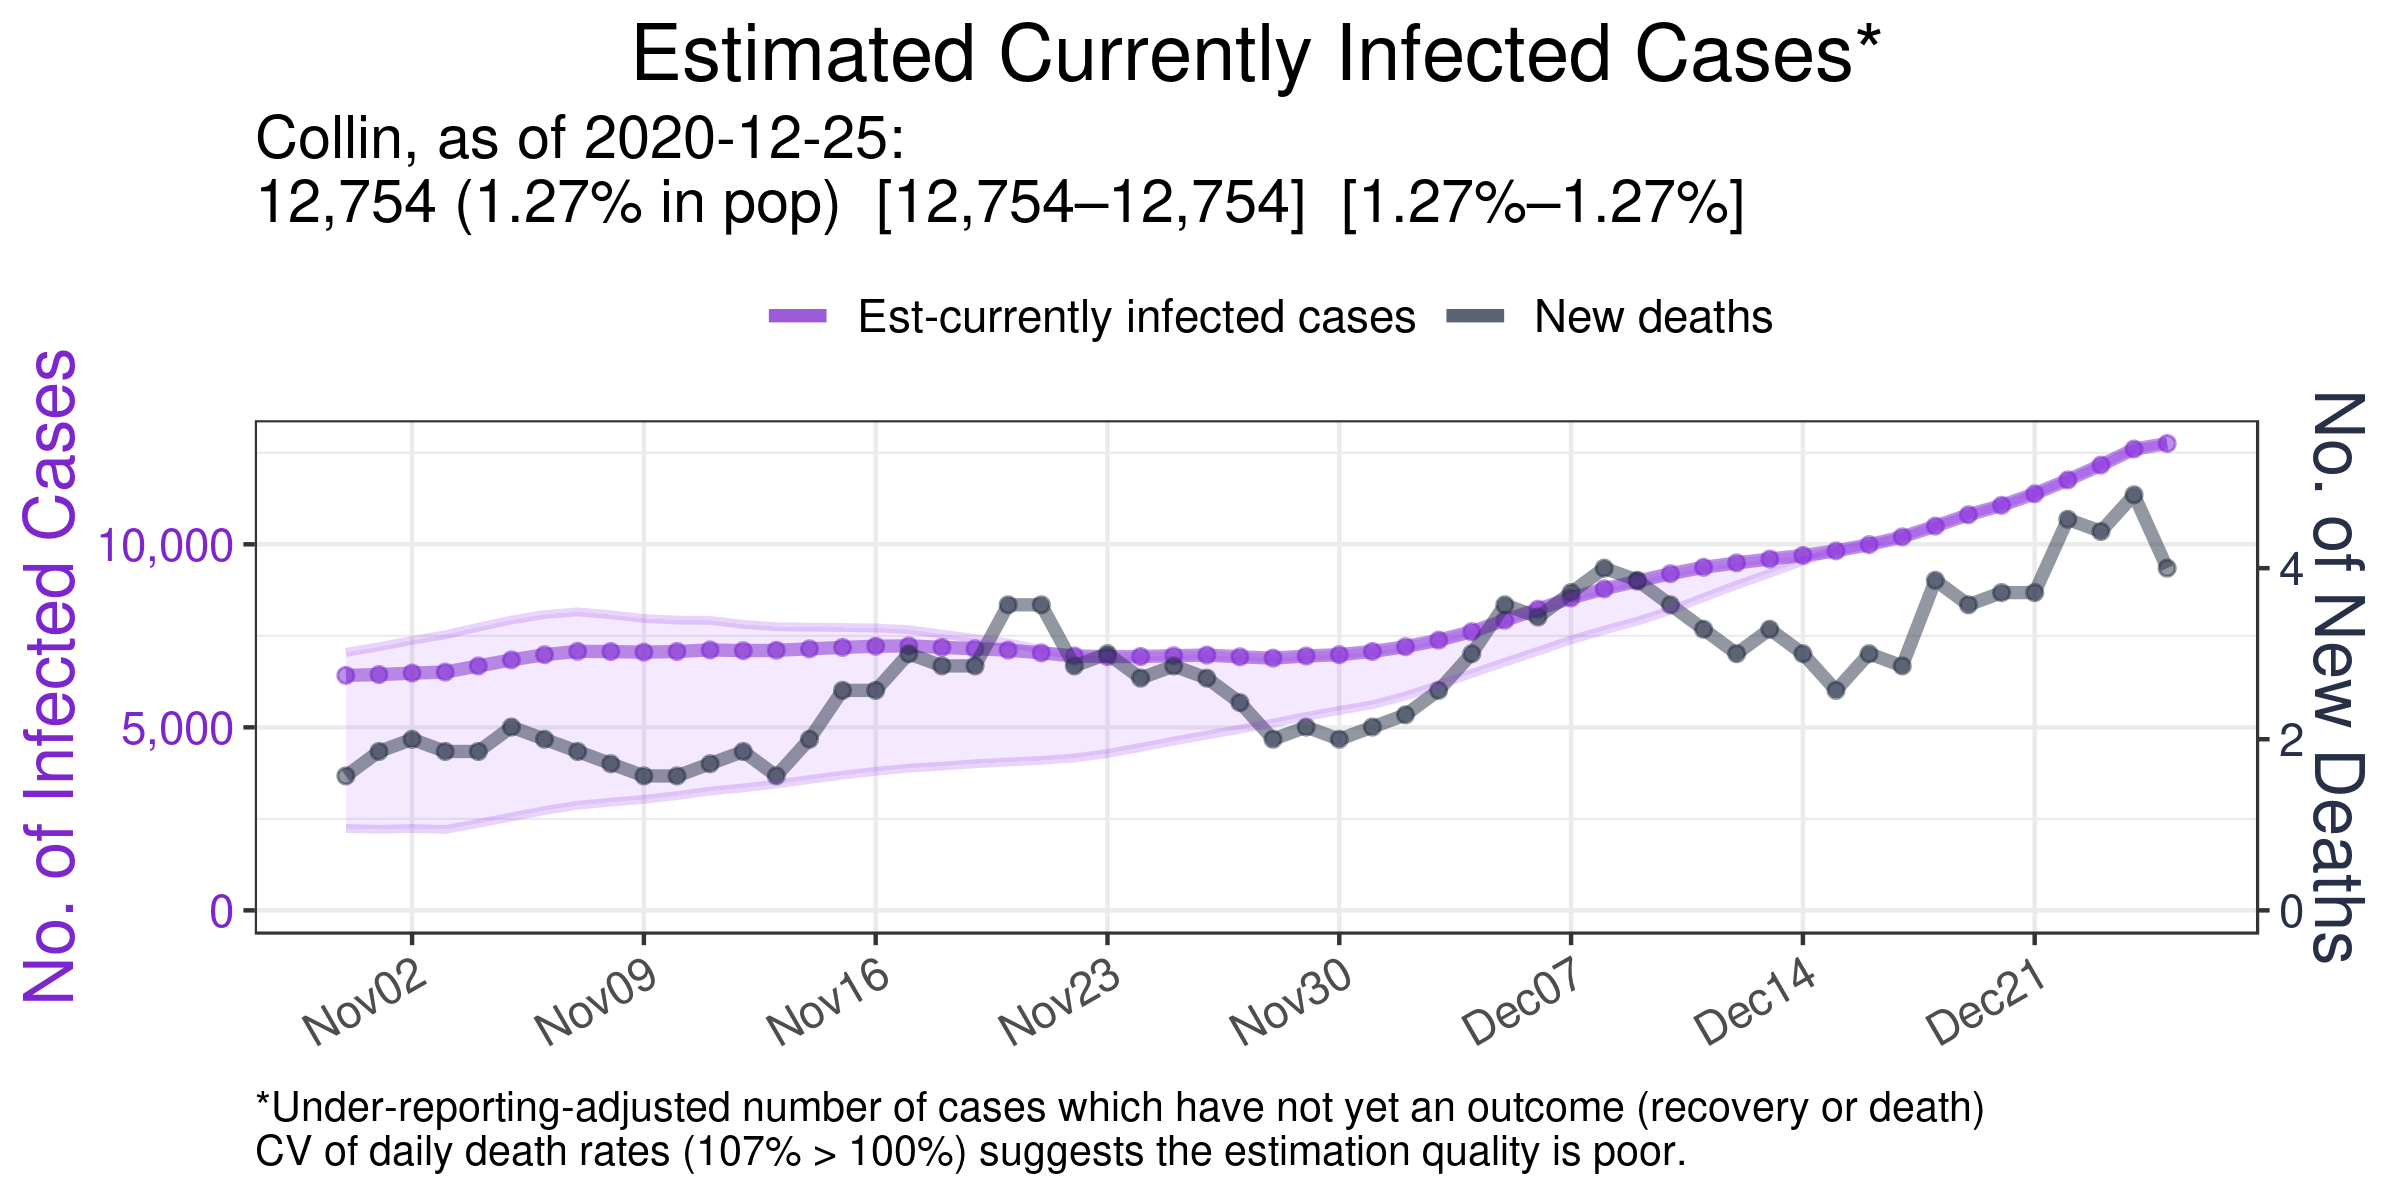 Estimated Currently Infected Cases*
Collin, as of 2020-12-25:
12,754 (1.27% in pop)  [12,754–12,754]  [1.27%–1.27%]
Est-currently infected cases
New deaths
No. of Infected Cases
10,000
5,000
0
No. of New Deaths
4
2
0
Nov02
Nov09
Nov16
Nov23
Nov30
Dec07
Dec14
Dec21
*Under-reporting-adjusted number of cases which have not yet an outcome (recovery or death)
CV of daily death rates (107% > 100%) suggests the estimation quality is poor.